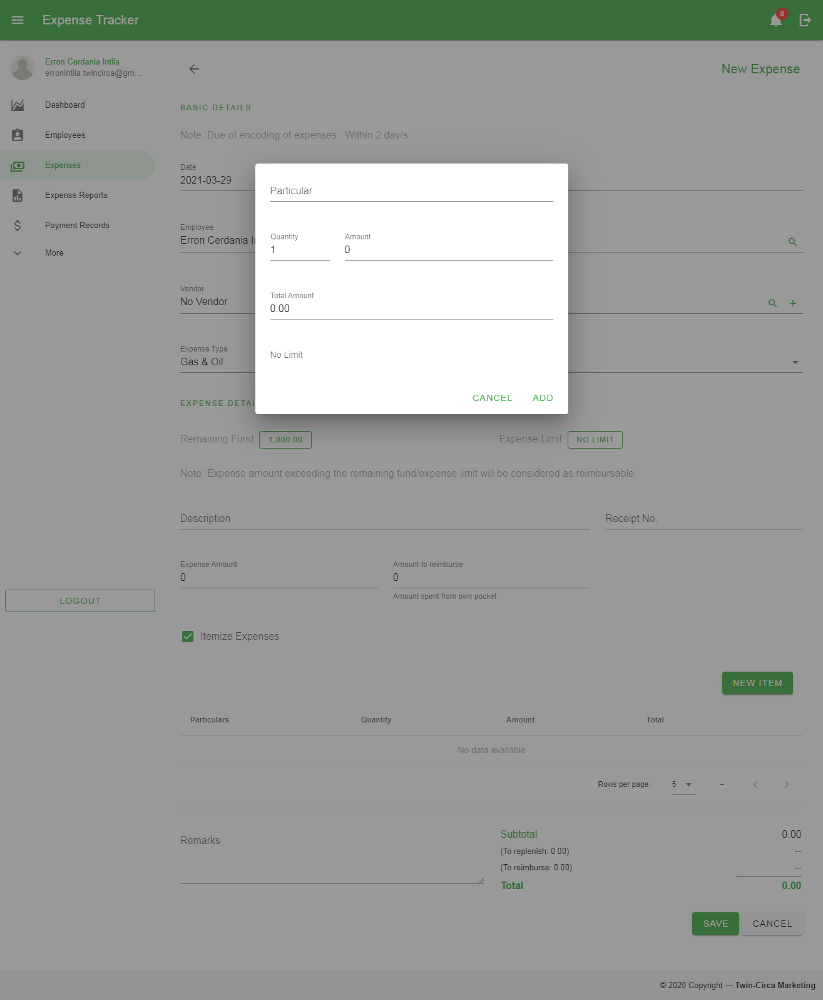 Expense Tracker
8
Erron Cerdania Intila
erronintila.twincirca@gm...
Dashboard
Employees
Expenses
Expense Reports
Payment Records
More
LOGOUT
New Expense
BASIC DETAILS
Note: Due of encoding of expenses : Within 2 day/s
Date
2021-03-29
Employee
Erron Cerdania I
Vendor
No Vendor
Expense Type
Gas & Oil
Particular
Quantity
Amount
1
0
Total Amount
0.00
No Limit
CANCEL
ADD
EXPENSE DETAI
Remaining Fund: 1,000.00
Expense Limit: NO LIMIT
Note: Expense amount exceeding the remaining fund/expense limit will be considered as reimbursable.
Description
Receipt No.
Expense Amount
0
Amount to reimburse
0
Amount spent from own pocket
Itemize Expenses
NEW ITEM
Particulars Quantity Amount Total
No data available
Rows per page: 5 –
Remarks
Subtotal 0.00
(To replenish: 0.00) --
(To reimburse: 0.00) --
Total 0.00
SAVE
CANCEL
© 2020 Copyright — Twin-Circa Marketing